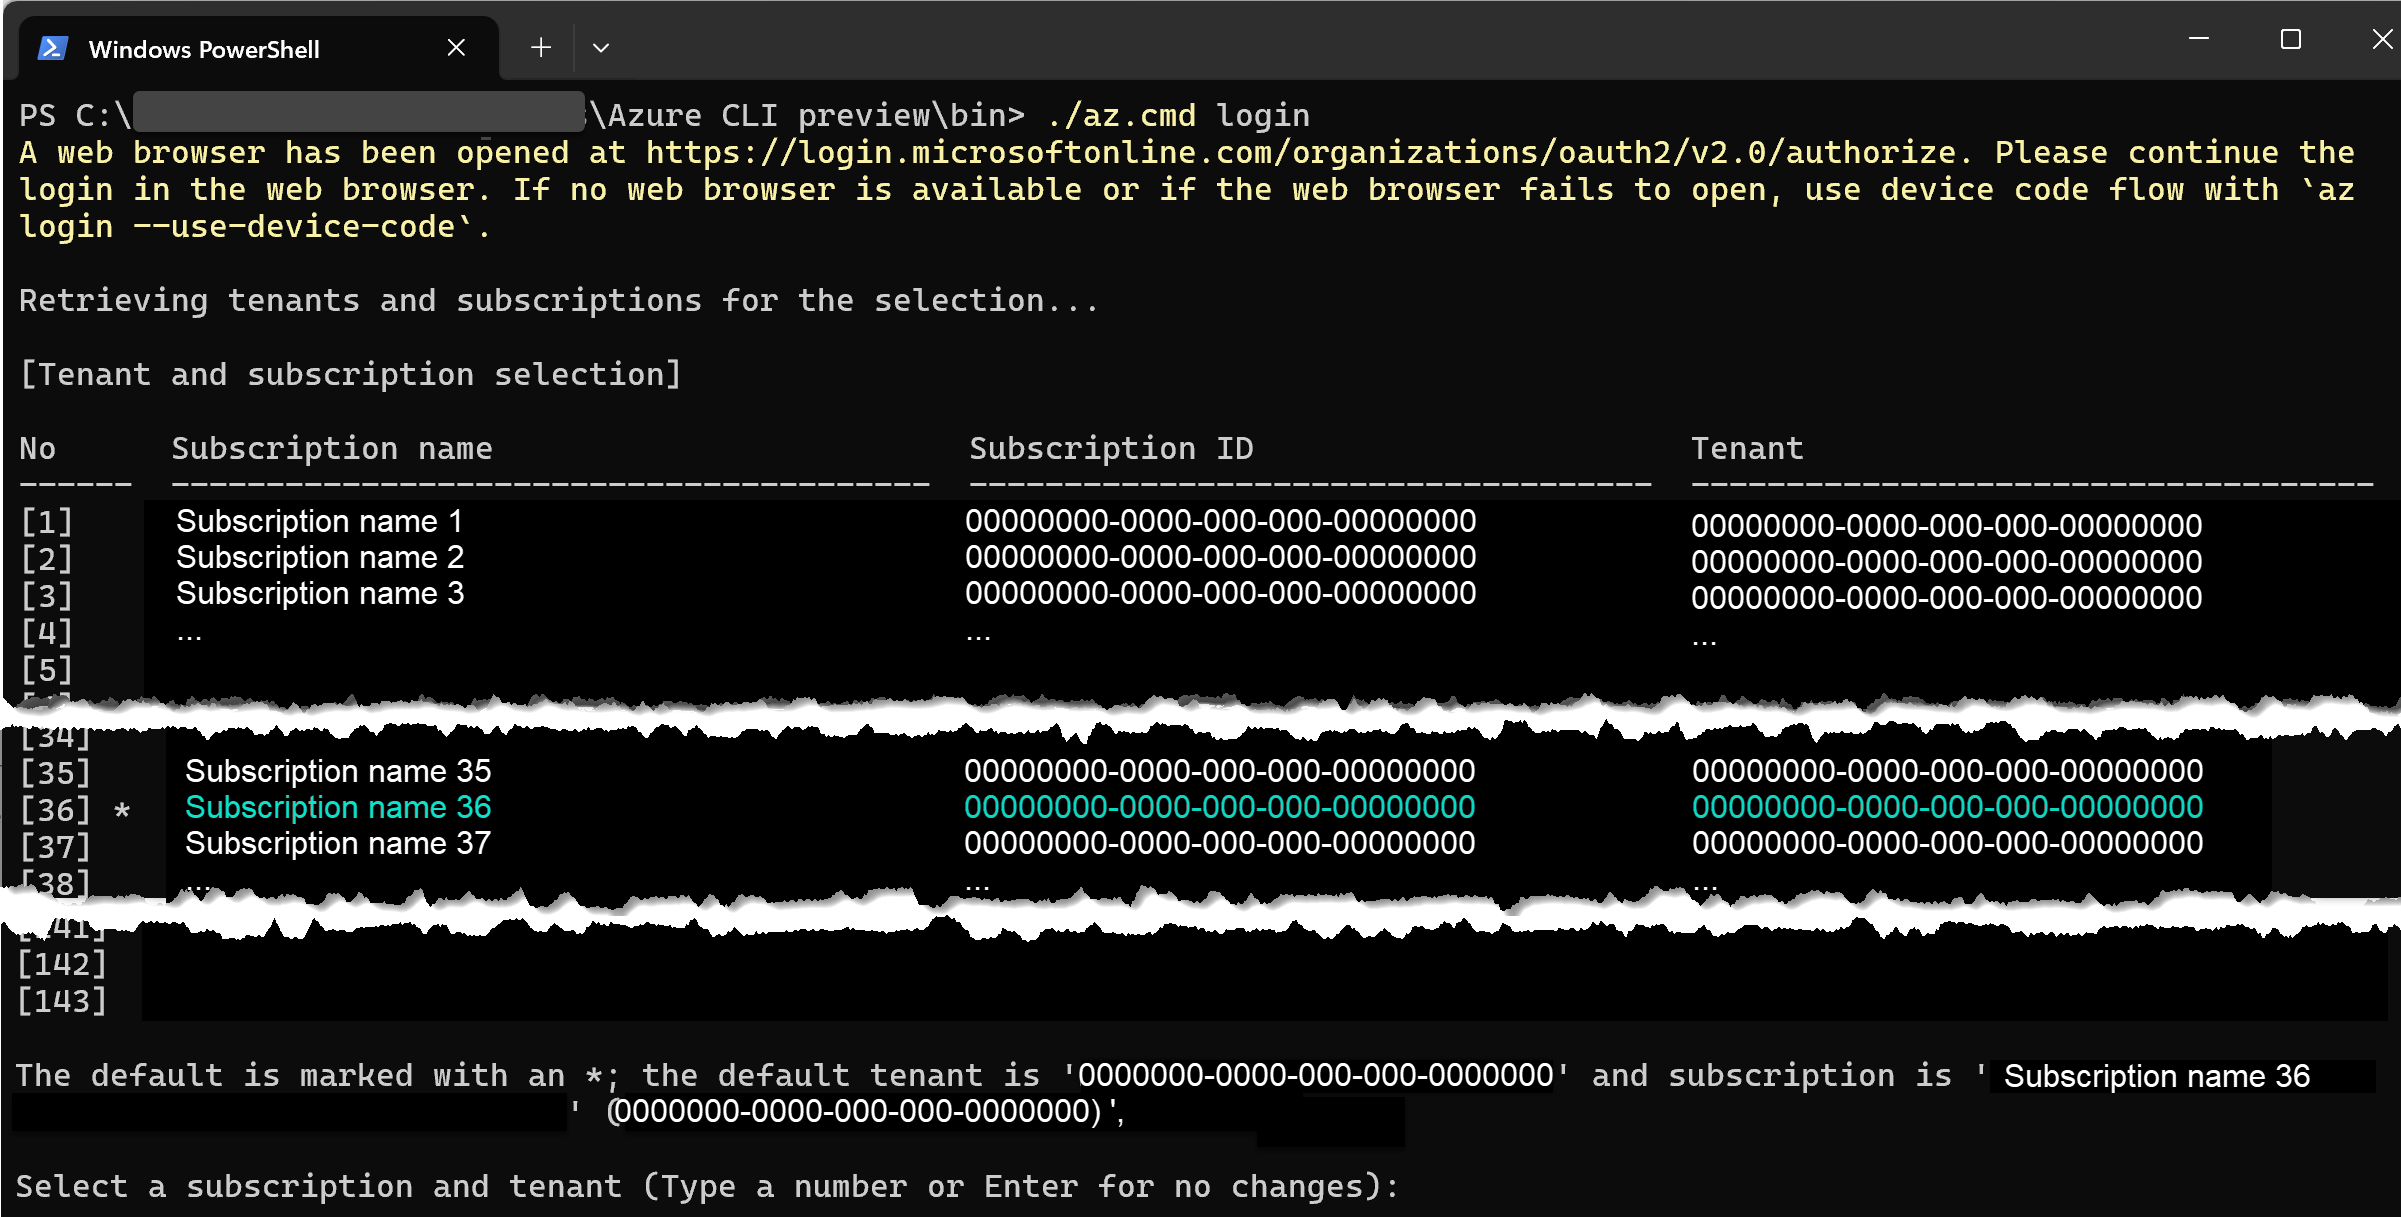 Windows PowerShell
PS C:\ \Azure CLI preview\bin> ./az.cmd login
A web browser has been opened at https://login.microsoftonline.com/organizations/oauth2/v2.0/authorize. Please continue the
login in the web browser. If no web browser is available or if the web browser fails to open, use device code flow with `az
login --use-device-code`.
Retrieving tenants and subscriptions for the selection...
[Tenant and subscription selection]
No Subscription name Subscription ID Tenant
------ ---------------------------------------- ------------------------------------ ------------------------------------
[1] Subscription name 1 00000000-0000-000-000-00000000 00000000-0000-000-000-00000000
[2] Subscription name 2 00000000-0000-000-000-00000000 00000000-0000-000-000-00000000
[3] Subscription name 3 00000000-0000-000-000-00000000 00000000-0000-000-000-00000000
[4] ... ... ...
[5]
[34]
[35] Subscription name 35 00000000-0000-000-000-00000000 00000000-0000-000-000-00000000
[36] * Subscription name 36 00000000-0000-000-000-00000000 00000000-0000-000-000-00000000
[37] Subscription name 37 00000000-0000-000-000-00000000 00000000-0000-000-000-00000000
[38] ... ... ...
[142]
[143]
The default is marked with an *; the default tenant is '0000000-0000-000-000-0000000' and subscription is ' Subscription name 36
' (0000000-0000-000-000-0000000) ',
Select a subscription and tenant (Type a number or Enter for no changes):